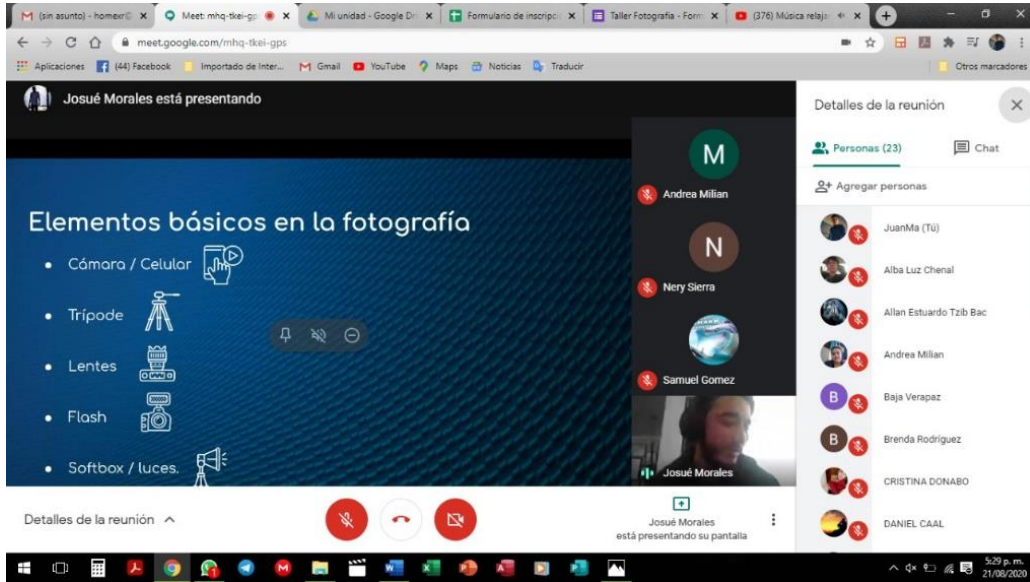 (sin asunto) - homexr
Meet: mhq-tkei-gp
Mi unidad - Google Dr
Formulario de inscripc
Taller Fotografia - Form
(376) Música relaja
meet.google.com/mhq-tkei-gps
Aplicaciones
(44) Facebook
Importado de Inter...
Gmail
YouTube
Maps
Noticias
Traducir
Otros marcadores
Josué Morales está presentando
Elementos básicos en la fotografía
Cámara / Celular
Trípode
Lentes
Flash
Softbox / luces.
M
Andrea Milian
N
Nery Sierra
Samuel Gomez
Josué Morales
Detalles de la reunión
Personas (23)
Chat
Agregar personas
JuanMa (Tú)
Alba Luz Chenal
Allan Estuardo Tzib Bac
Andrea Milian
B
Baja Verapaz
B
Brenda Rodríguez
CRISTINA DONABO
DANIEL CAAL
Detalles de la reunión
Josué Morales
está presentando su pantalla
5:29 p. m.
21/08/2020